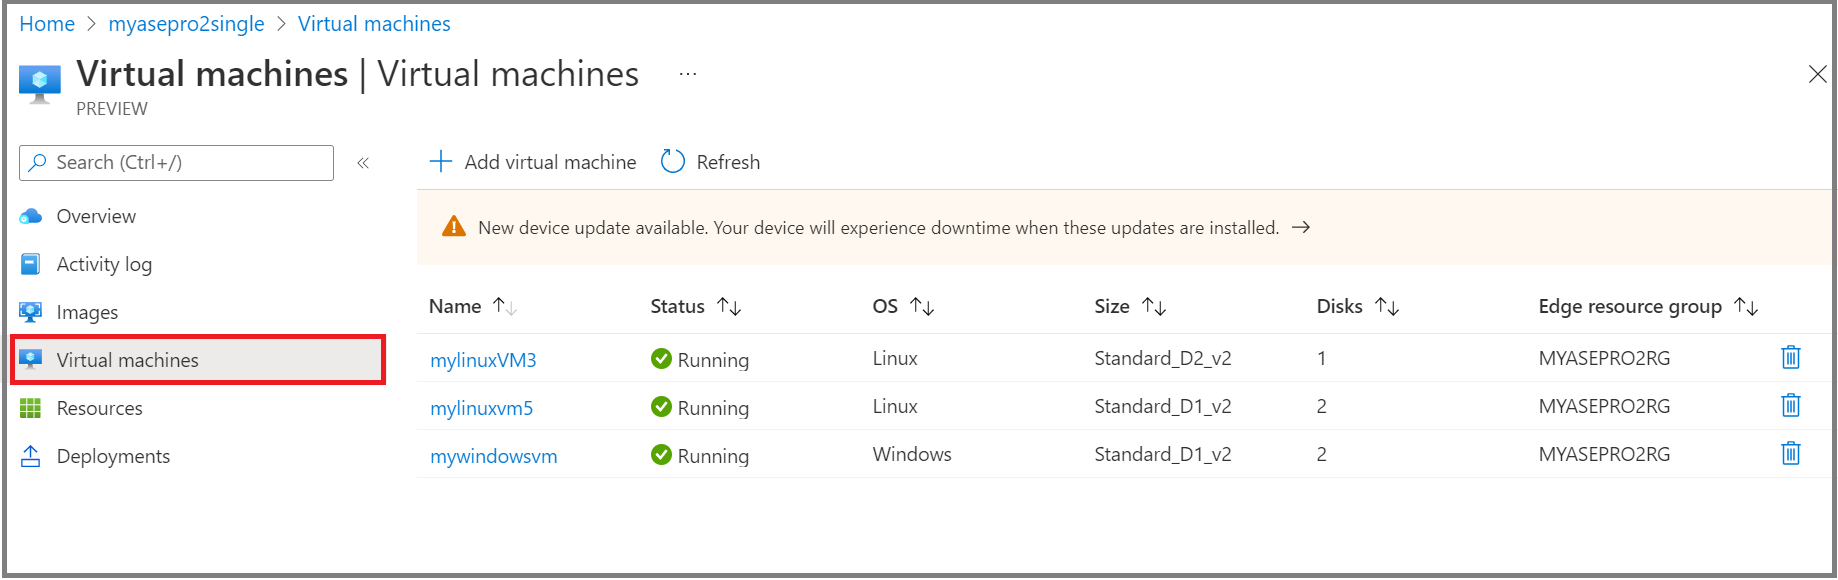 Home > myasepro2single > Virtual machines
Virtual machines | Virtual machines ...
PREVIEW
Search (Ctrl+/) «
Overview
Activity log
Images
Virtual machines
Resources
Deployments
Add virtual machine Refresh
New device update available. Your device will experience downtime when these updates are installed. →
Name ↑↓ Status ↑↓ OS ↑↓ Size ↑↓ Disks ↑↓ Edge resource group ↑↓
mylinuxVM3 Running Linux Standard_D2_v2 1 MYASEPRO2RG
mylinuxvm5 Running Linux Standard_D1_v2 2 MYASEPRO2RG
mywindowsvm Running Windows Standard_D1_v2 2 MYASEPRO2RG